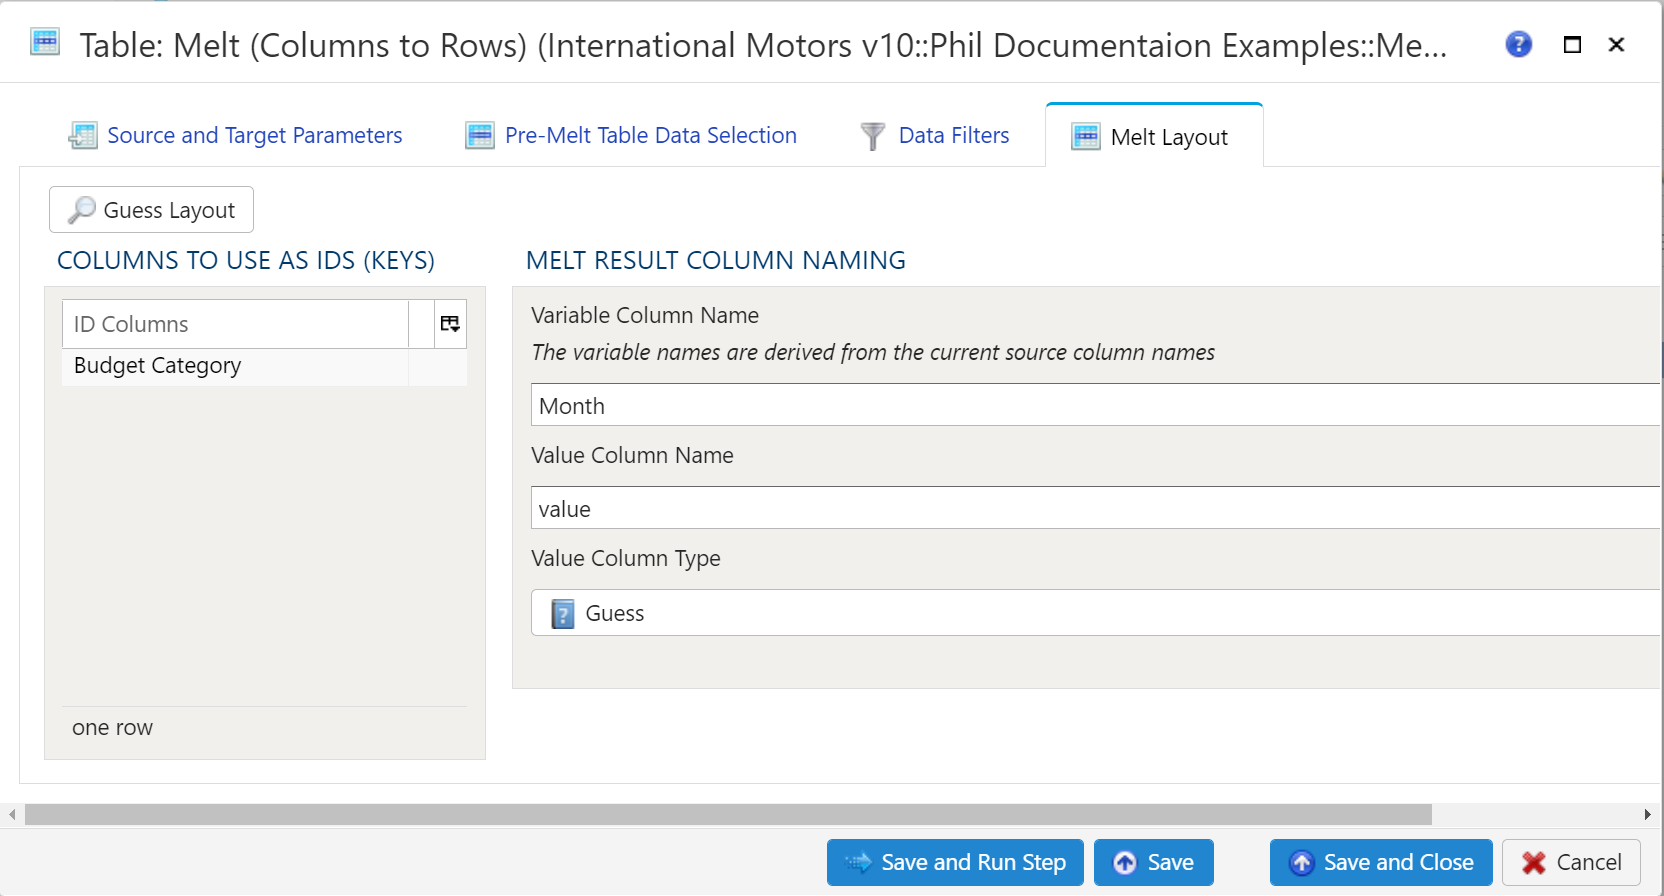 Table: Melt (Columns to Rows) (International Motors v10::Phil Documentaion Examples::Me...
Source and Target Parameters
Pre-Melt Table Data Selection
Data Filters
Melt Layout
Guess Layout
COLUMNS TO USE AS IDS (KEYS)
ID Columns
Budget Category
one row
MELT RESULT COLUMN NAMING
Variable Column Name
The variable names are derived from the current source column names
Month
Value Column Name
value
Value Column Type
Guess
Save and Run Step
Save
Save and Close
Cancel